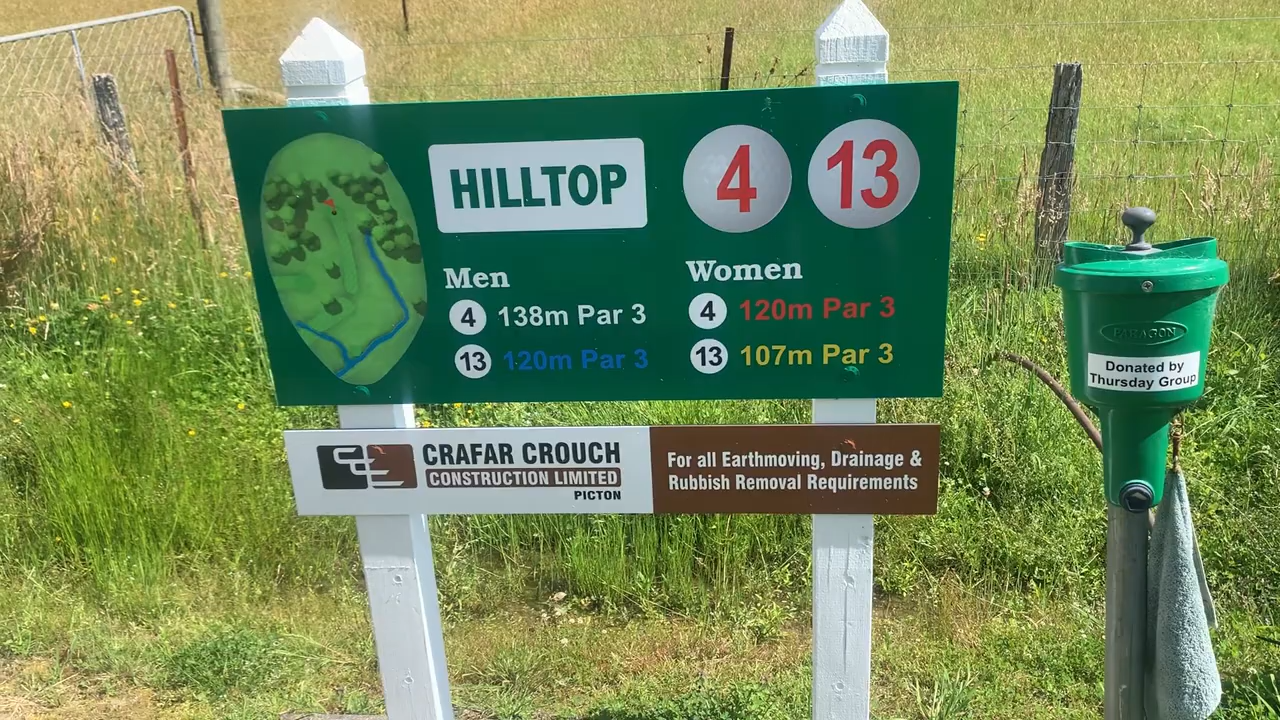 HILLTOP
4 13
Men
4 138m Par 3
13 120m Par 3
Women
4 120m Par 3
13 107m Par 3
CRAFAR CROUCH
CONSTRUCTION LIMITED
PICTON
For all Earthmoving, Drainage &
Rubbish Removal Requirements
PARAGON
Donated by
Thursday Group